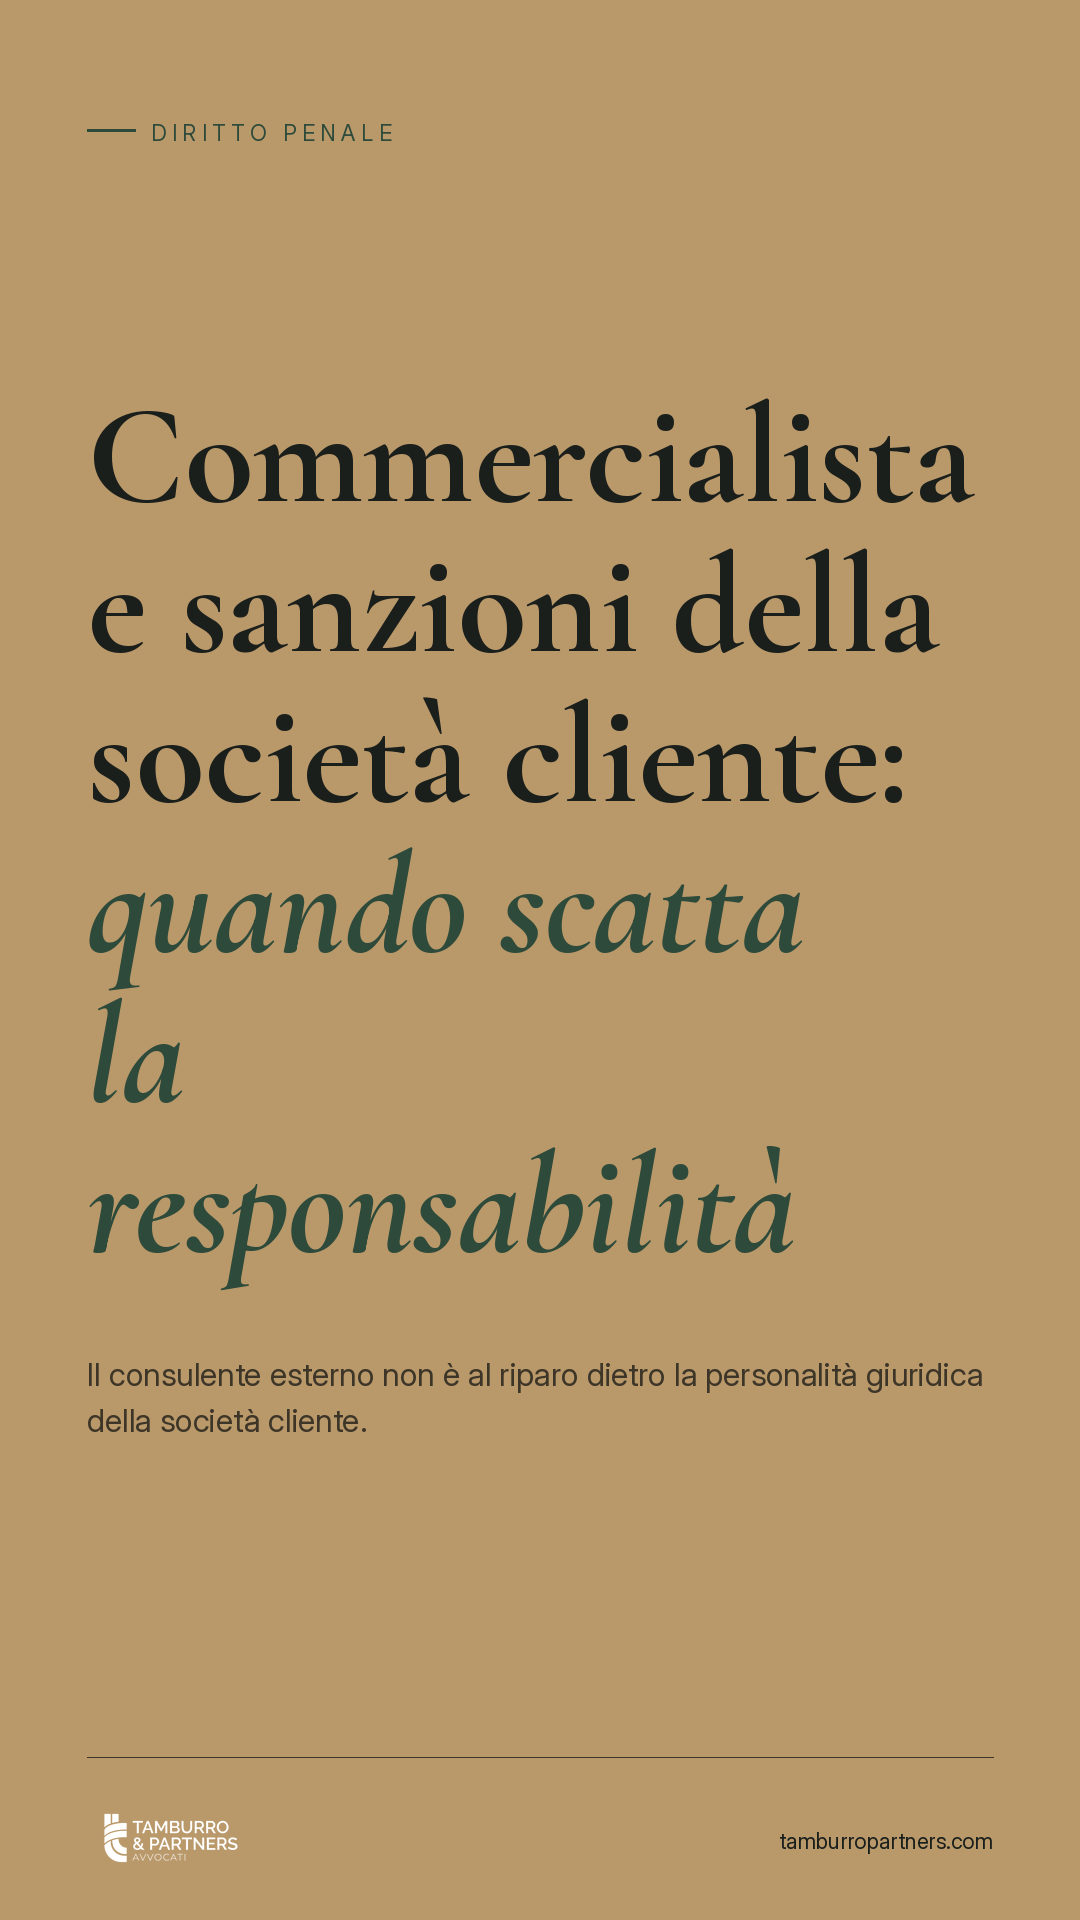 DIRITTO PENALE
Commercialista
e sanzioni della
società cliente:
quando scatta
la
responsabilità
Il consulente esterno non è al riparo dietro la personalità giuridica
della società cliente.
TAMBURRO
& PARTNERS
AVVOCATI
tamburropartners.com